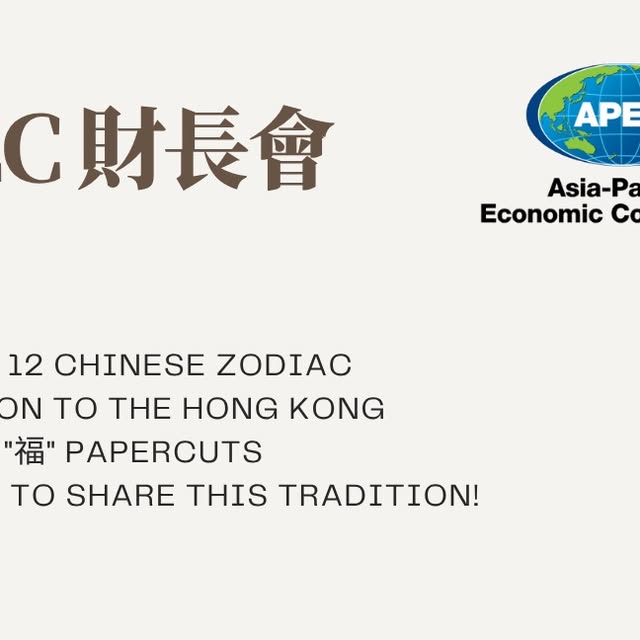 C 財長會
APE
Asia-Pa
Economic Co
12 CHINESE ZODIAC
ON TO THE HONG KONG
"福" PAPERCUTS
TO SHARE THIS TRADITION!